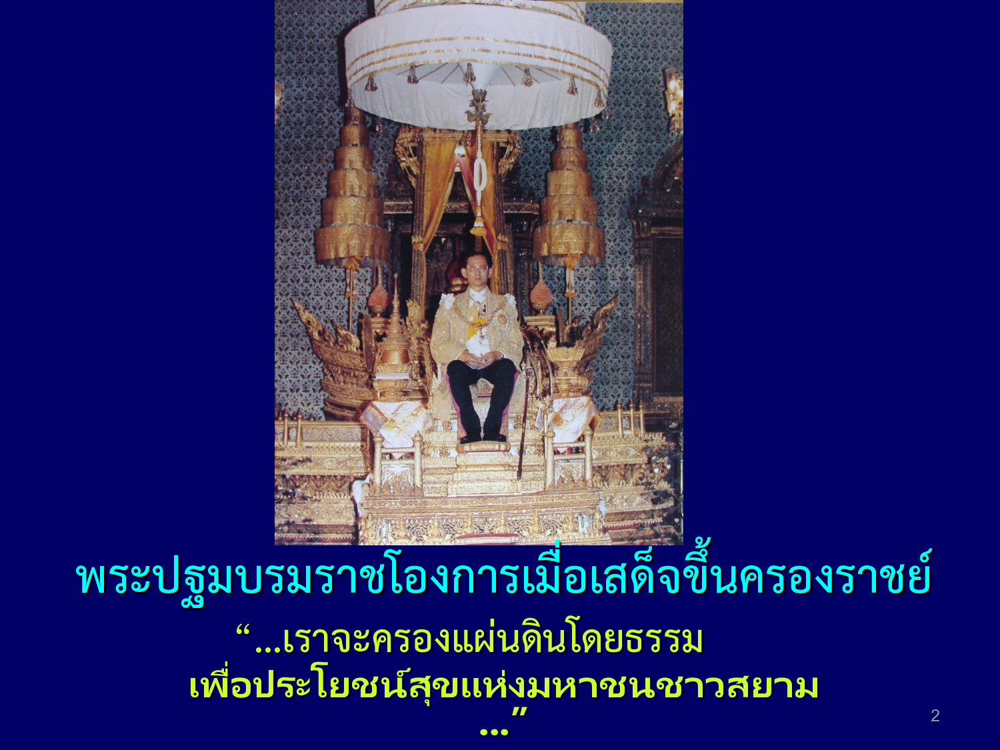 พระปฐมบรมราชโองการเมื่อเสด็จขึ้นครองราชย์
“...เราจะครองแผ่นดินโดยธรรม
เพื่อประโยชน์สุขแห่งมหาชนชาวสยาม
...”
2